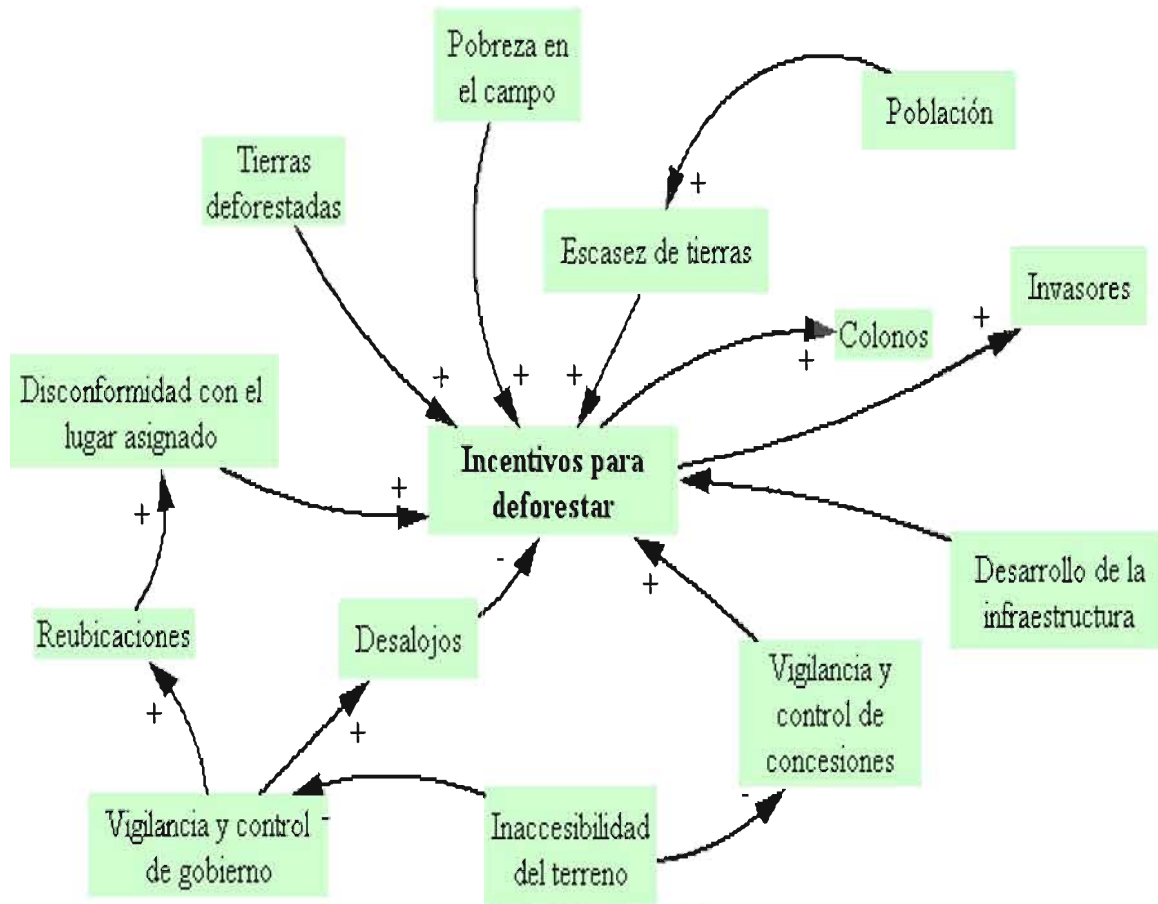 Pobreza en
el campo
Población
Tierras
deforestadas
+
Escasez de tierras
Invasores
+
Colonos
+
Disconformidad con el
lugar asignado
+
+
+
+
Incentivos para
deforestar
+
-
+
Desarrollo de la
infraestructura
Reubicaciones
Desalojos
Vigilancia y
control de
concesiones
+
+
-
Vigilancia y control
de gobierno
-
Inaccesibilidad
del terreno